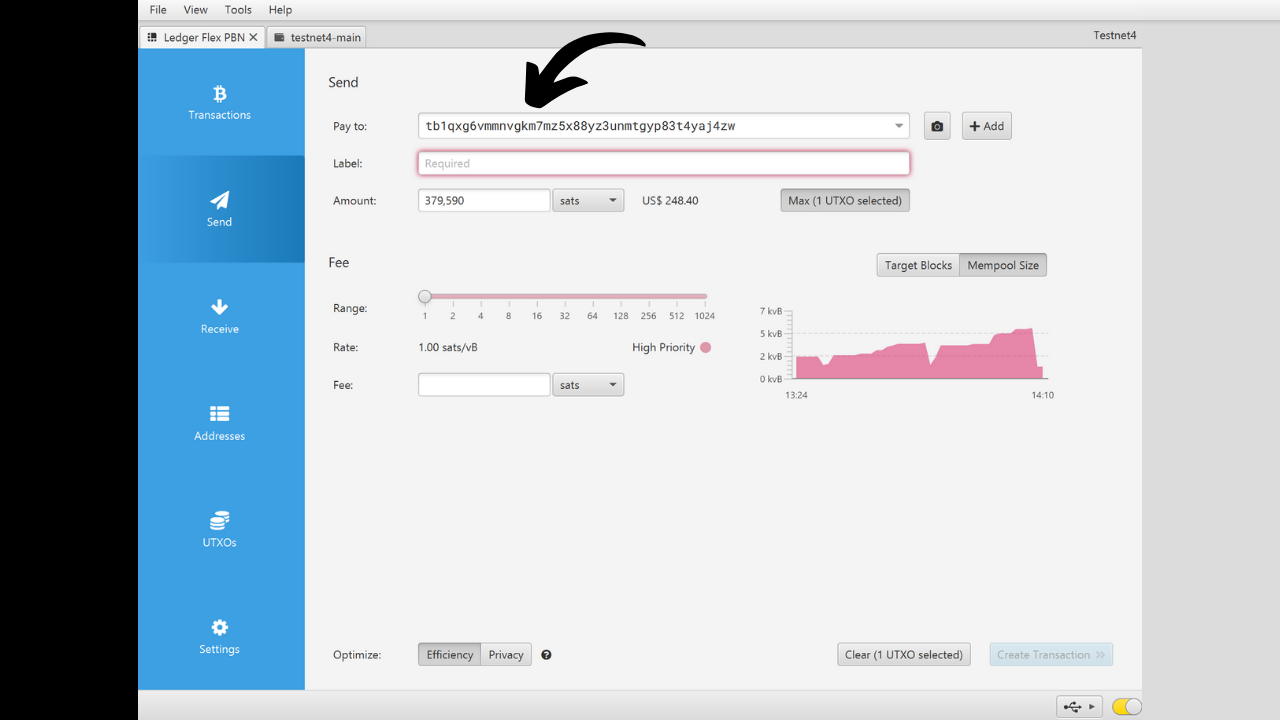 File View Tools Help
Ledger Flex PBN testnet4-main Testnet4
Transactions
Send
Receive
Addresses
UTXOs
Settings
Send
Pay to: tb1qxg6vmmnvgkm7mz5x88yz3unmtgyp83t4yaj4zw Add
Label: Required
Amount: 379,590 sats US$ 248.40 Max (1 UTXO selected)
Fee Target Blocks Mempool Size
Range: 1 2 4 8 16 32 64 128 256 512 1024
Rate: 1.00 sats/vB High Priority
Fee: sats
7 kvB
5 kvB
2 kvB
0 kvB
13:24 14:10
Optimize: Efficiency Privacy Clear (1 UTXO selected) Create Transaction